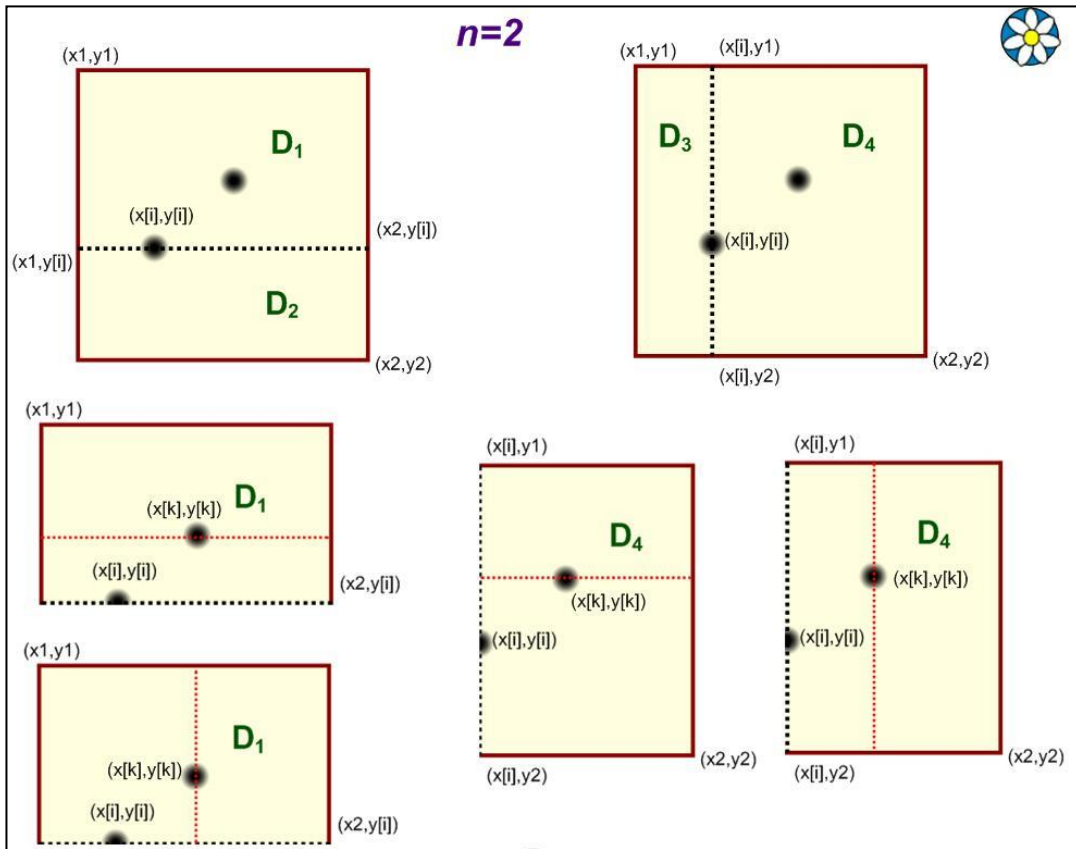 n=2
(x1,y1)
D1
(x[i],y[i])
(x2,y[i])
(x1,y[i])
D2
(x2,y2)
(x1,y1)
(x[i],y1)
D3
D4
(x[i],y[i])
(x[i],y2)
(x2,y2)
(x1,y1)
D1
(x[k],y[k])
(x[i],y[i])
(x2,y[i])
(x[i],y1)
D4
(x[k],y[k])
(x[i],y[i])
(x[i],y2)
(x2,y2)
(x[i],y1)
D4
(x[k],y[k])
(x[i],y[i])
(x[i],y2)
(x2,y2)
(x1,y1)
D1
(x[k],y[k])
(x[i],y[i])
(x2,y[i])